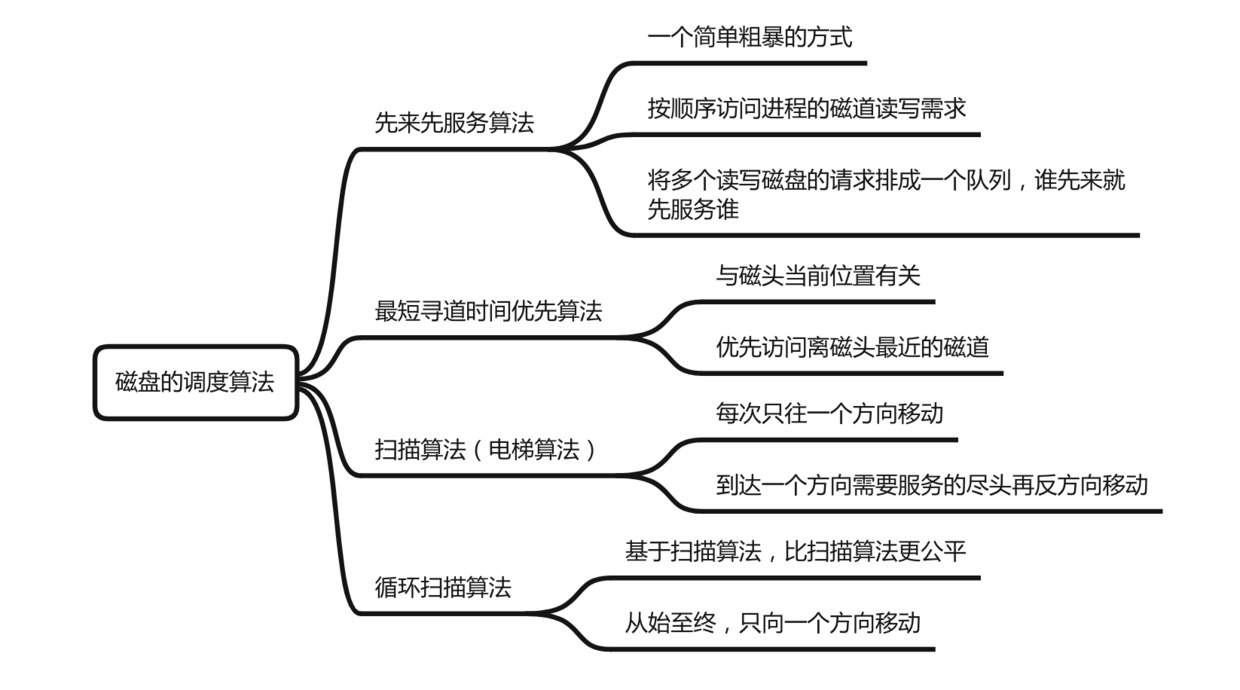 磁盘的调度算法
先来先服务算法
一个简单粗暴的方式
按顺序访问进程的磁道读写需求
将多个读写磁盘的请求排成一个队列，谁先来就
先服务谁
最短寻道时间优先算法
与磁头当前位置有关
优先访问离磁头最近的磁道
扫描算法（电梯算法）
每次只往一个方向移动
到达一个方向需要服务的尽头再反方向移动
循环扫描算法
基于扫描算法，比扫描算法更公平
从始至终，只向一个方向移动